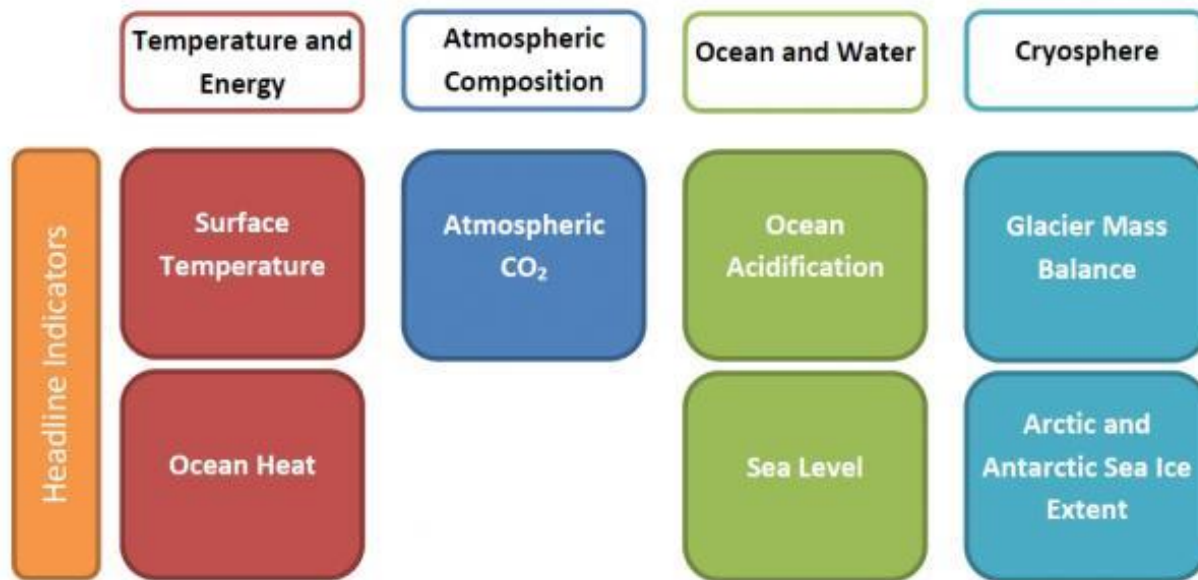 Temperature and
Energy
Atmospheric
Composition
Ocean and Water
Cryosphere
Headline Indicators
Surface
Temperature
Atmospheric
CO₂
Ocean
Acidification
Glacier Mass
Balance
Ocean Heat
Sea Level
Arctic and
Antarctic Sea Ice
Extent